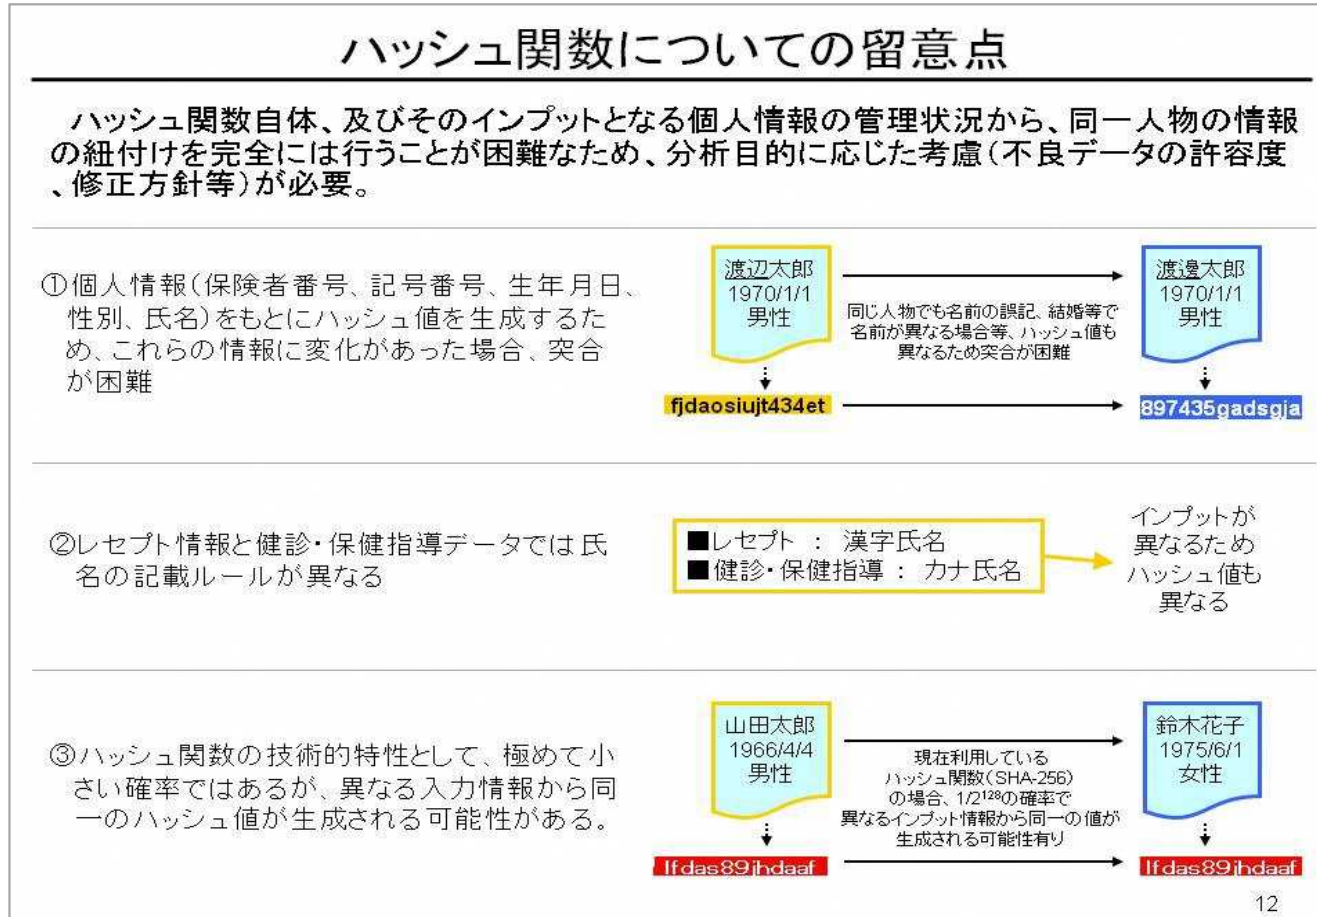 ハッシュ関数についての留意点
ハッシュ関数自体、及びそのインプットとなる個人情報の管理状況から、同一人物の情報
の紐付けを完全には行うことが困難なため、分析目的に応じた考慮(不良データの許容度
、修正方針等)が必要。
①個人情報(保険者番号、記号番号、生年月日、
性別、氏名)をもとにハッシュ値を生成するた
め、これらの情報に変化があった場合、突合
が困難
渡辺太郎
1970/1/1
男性
同じ人物でも名前の誤記、結婚等で
名前が異なる場合等、ハッシュ値も
異なるため突合が困難
渡邊太郎
1970/1/1
男性
fjdaosiujt434et
897435gadsgja
②レセプト情報と健診・保健指導データでは氏
名の記載ルールが異なる
■レセプト : 漢字氏名
■健診・保健指導 : カナ氏名
インプットが
異なるため
ハッシュ値も
異なる
③ハッシュ関数の技術的特性として、極めて小
さい確率ではあるが、異なる入力情報から同
一のハッシュ値が生成される可能性がある。
山田太郎
1966/4/4
男性
現在利用している
ハッシュ関数(SHA-256)
の場合、1/2¹²⁸の確率で
異なるインプット情報から同一の値が
生成される可能性有り
鈴木花子
1975/6/1
女性
lfdas89jhdaaf
lfdas89jhdaaf
12